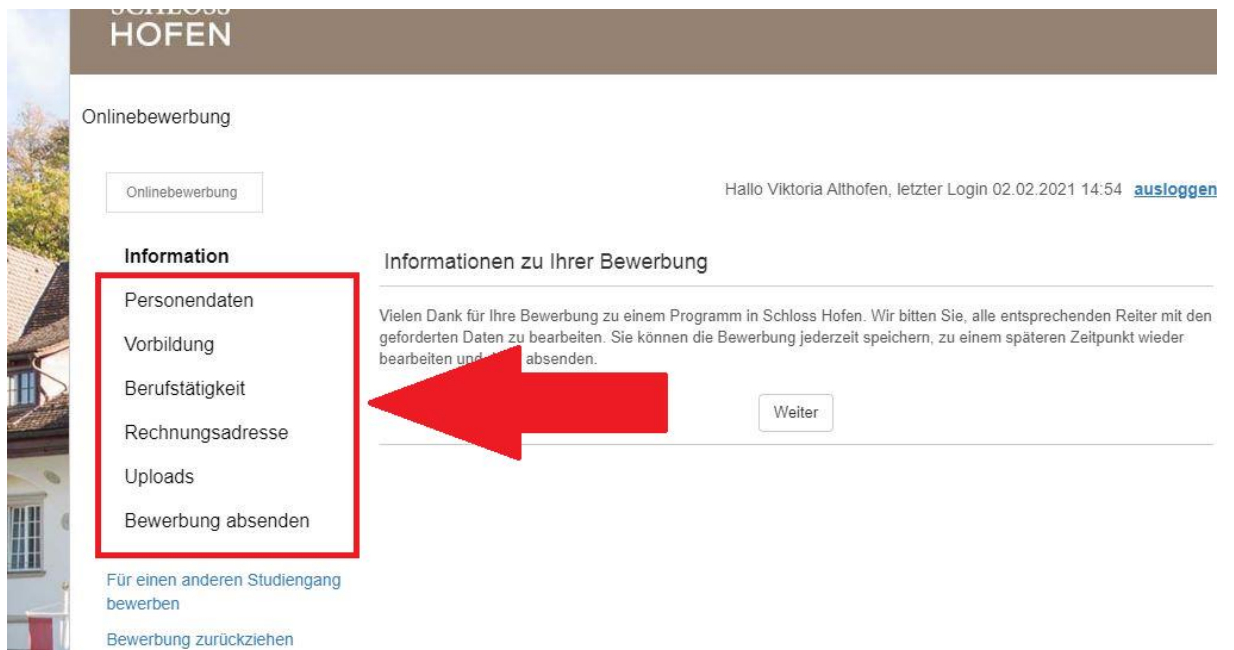 SCHLOSS
HOFEN
Onlinebewerbung
Onlinebewerbung
Hallo Viktoria Althofen, letzter Login 02.02.2021 14:54 ausloggen
Information
Personendaten
Vorbildung
Berufstätigkeit
Rechnungsadresse
Uploads
Bewerbung absenden
Für einen anderen Studiengang
bewerben
Bewerbung zurückziehen
Informationen zu Ihrer Bewerbung
Vielen Dank für Ihre Bewerbung zu einem Programm in Schloss Hofen. Wir bitten Sie, alle entsprechenden Reiter mit den
geforderten Daten zu bearbeiten. Sie können die Bewerbung jederzeit speichern, zu einem späteren Zeitpunkt wieder
bearbeiten und absenden.
Weiter